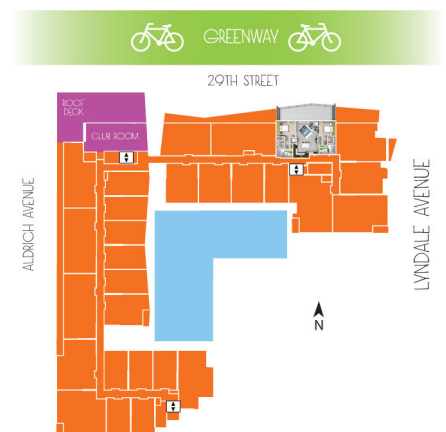 GREENWAY
29TH STREET
ROOF
DECK
CLUB ROOM
ALDRICH AVENUE
LYNDALE AVENUE
N